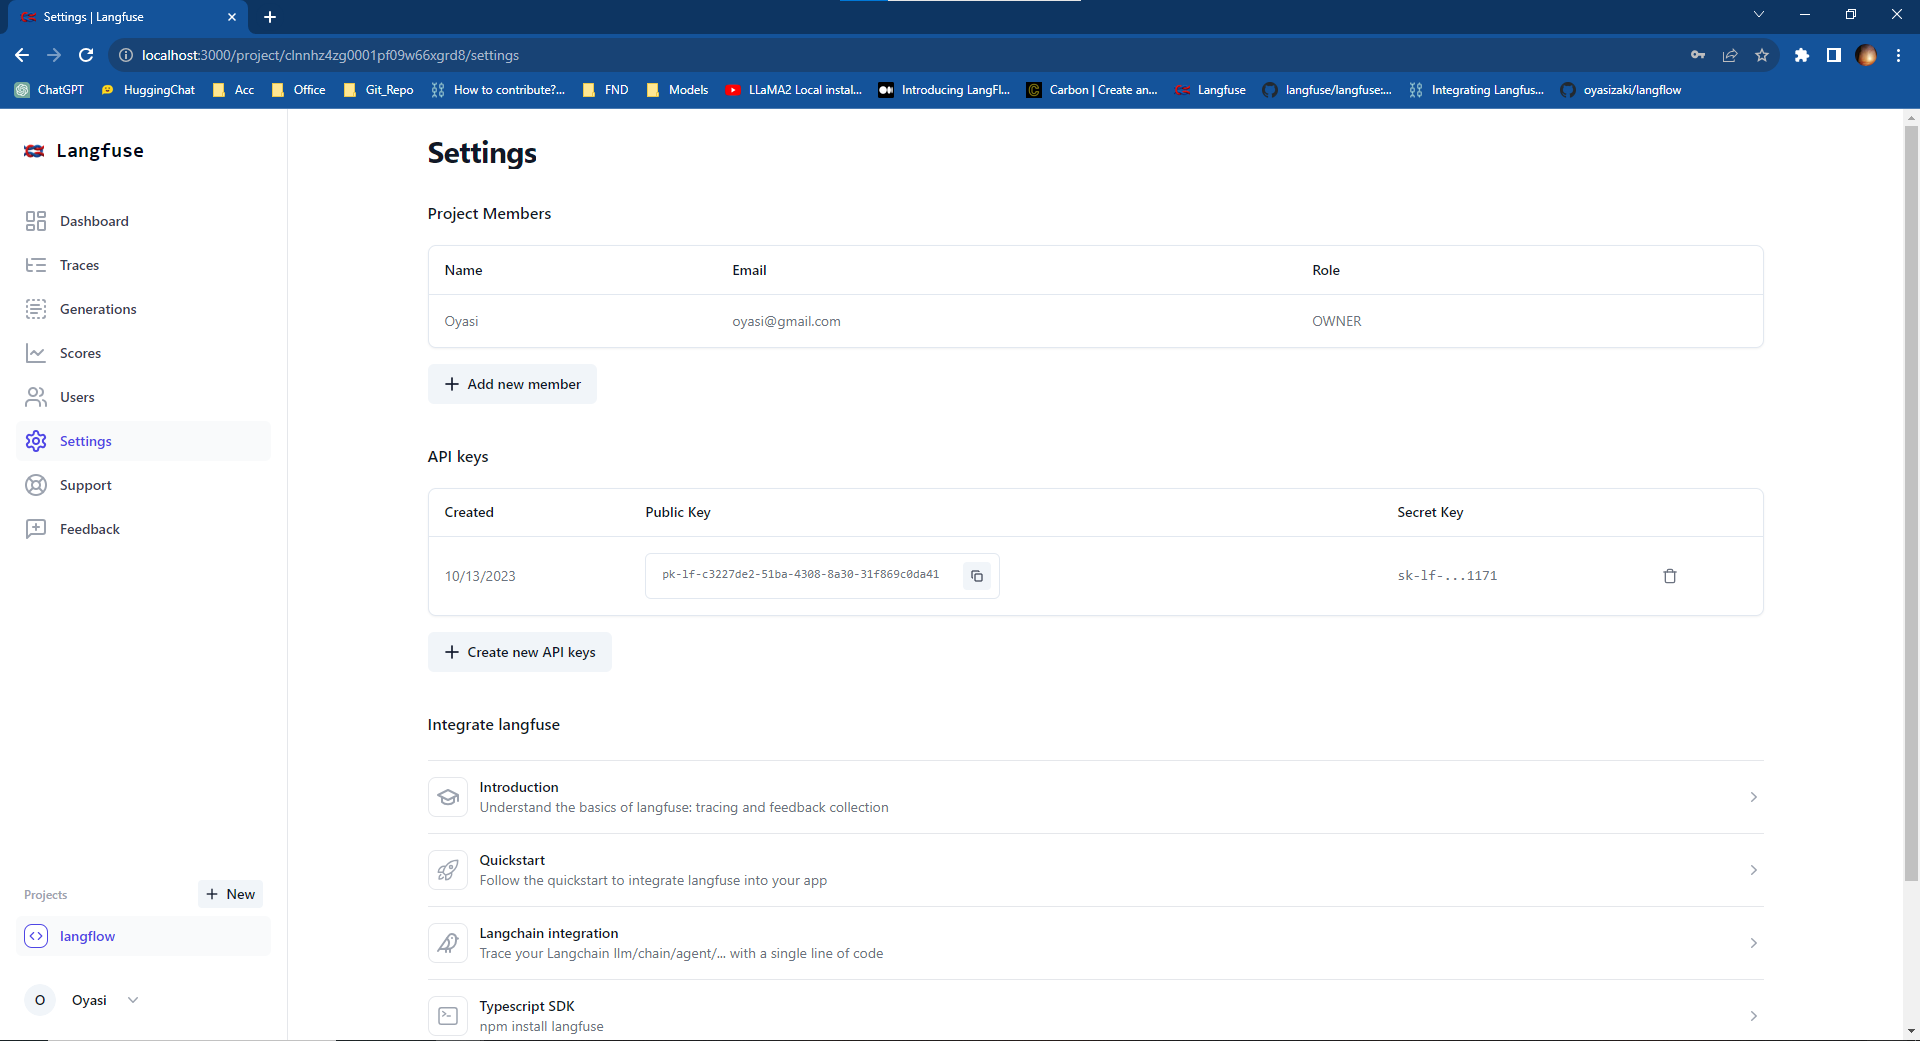 Settings | Langfuse
localhost:3000/project/clnnhz4zg0001pf09w66xgrd8/settings
ChatGPT HuggingChat Acc Office Git_Repo How to contribute?... FND Models LLaMA2 Local instal... Introducing LangFl... Carbon | Create an... Langfuse langfuse/langfuse:... Integrating Langfus... oyasizaki/langflow
Langfuse
Dashboard
Traces
Generations
Scores
Users
Settings
Support
Feedback
Projects
New
langflow
O Oyasi
Settings
Project Members
Name Email Role
Oyasi oyasi@gmail.com OWNER
Add new member
API keys
Created Public Key Secret Key
10/13/2023 pk-lf-c3227de2-51ba-4308-8a30-31f869c0da41 sk-lf-...1171
Create new API keys
Integrate langfuse
Introduction
Understand the basics of langfuse: tracing and feedback collection
Quickstart
Follow the quickstart to integrate langfuse into your app
Langchain integration
Trace your Langchain llm/chain/agent/... with a single line of code
Typescript SDK
npm install langfuse